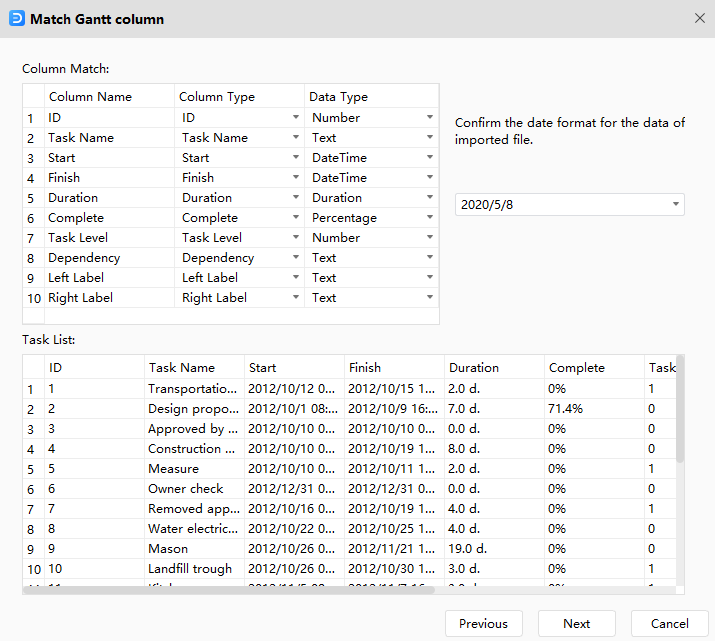 Match Gantt column
Column Match:
Column Name Column Type Data Type
1 ID ID Number
2 Task Name Task Name Text
3 Start Start DateTime
4 Finish Finish DateTime
5 Duration Duration Duration
6 Complete Complete Percentage
7 Task Level Task Level Number
8 Dependency Dependency Text
9 Left Label Left Label Text
10 Right Label Right Label Text
Confirm the date format for the data of
imported file.
2020/5/8
Task List:
ID Task Name Start Finish Duration Complete Task
1 1 Transportatio... 2012/10/12 0... 2012/10/15 1... 2.0 d. 0% 1
2 2 Design propo... 2012/10/1 08:... 2012/10/9 16:... 7.0 d. 71.4% 0
3 3 Approved by ... 2012/10/10 0... 2012/10/10 0... 0.0 d. 0% 0
4 4 Construction ... 2012/10/10 0... 2012/10/19 1... 8.0 d. 0% 0
5 5 Measure 2012/10/10 0... 2012/10/11 1... 2.0 d. 0% 1
6 6 Owner check 2012/12/31 0... 2012/12/31 0... 0.0 d. 0% 0
7 7 Removed app... 2012/10/16 0... 2012/10/19 1... 4.0 d. 0% 1
8 8 Water electric... 2012/10/22 0... 2012/10/25 1... 4.0 d. 0% 0
9 9 Mason 2012/10/26 0... 2012/11/21 1... 19.0 d. 0% 0
10 10 Landfill trough 2012/10/26 0... 2012/10/30 1... 3.0 d. 0% 1
Previous Next Cancel